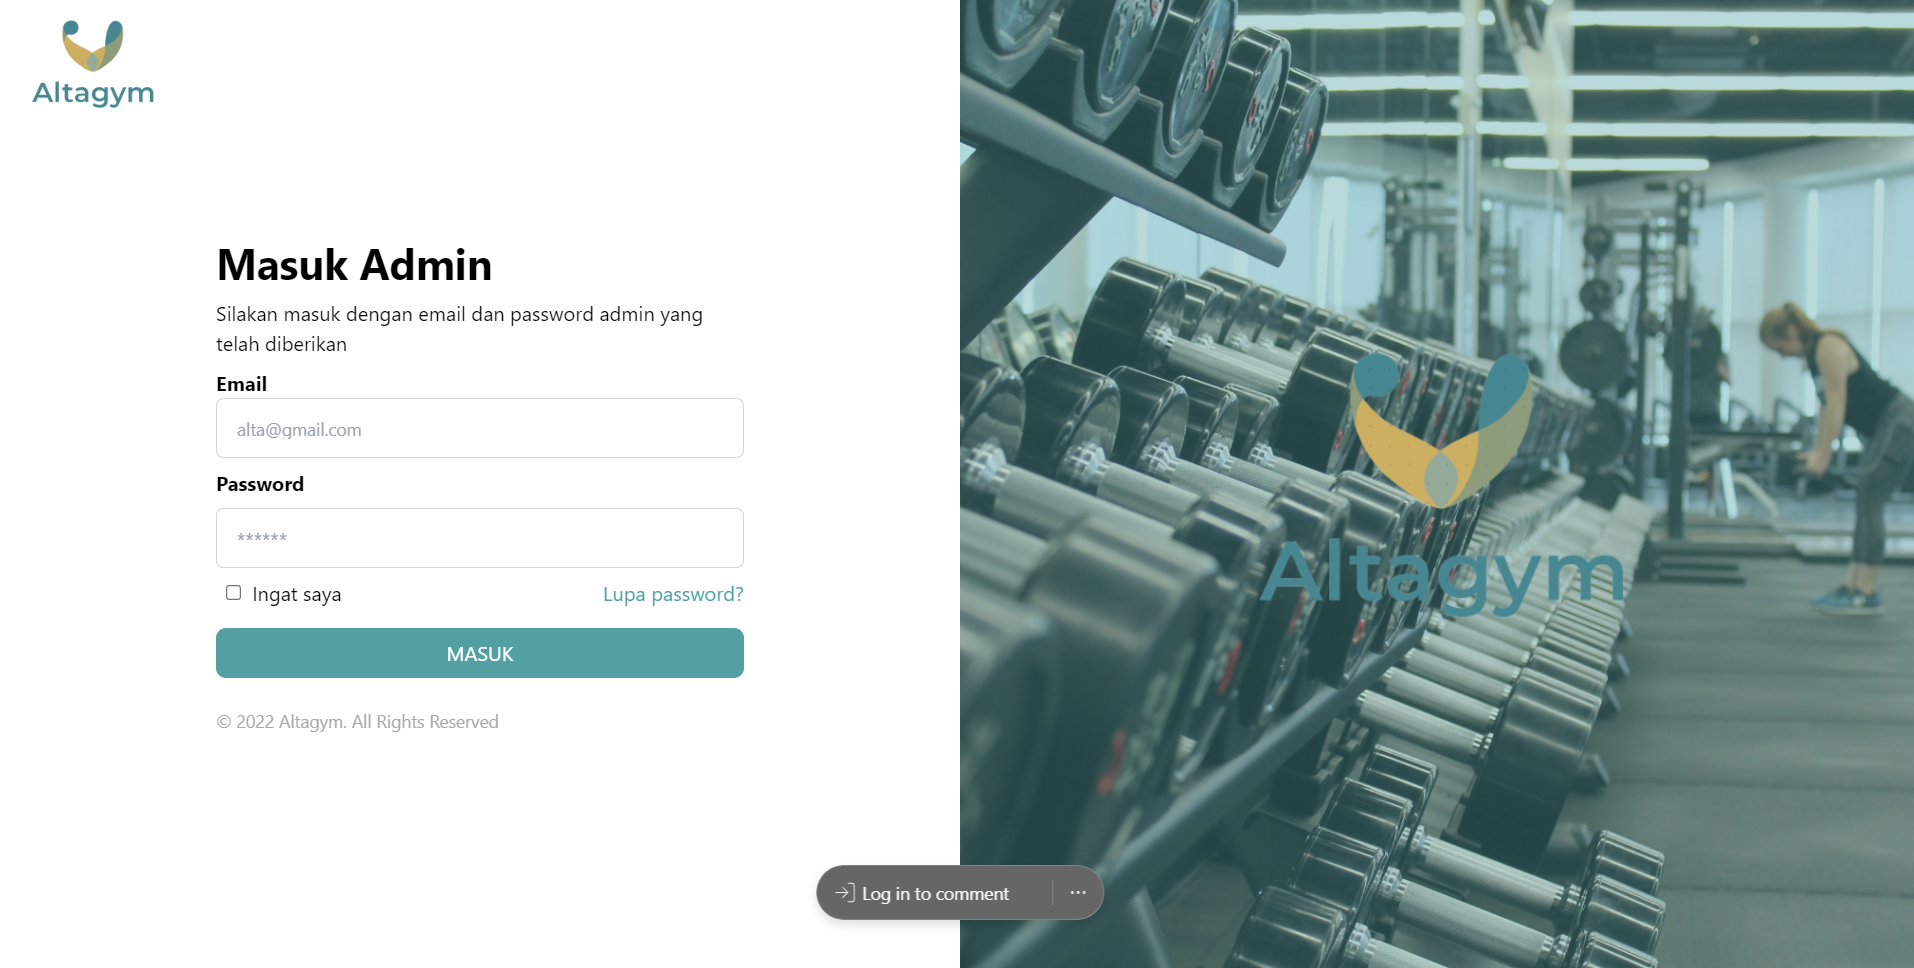 Altagym
Masuk Admin
Silakan masuk dengan email dan password admin yang
telah diberikan
Email
alta@gmail.com
Password
******
Ingat saya
Lupa password?
MASUK
© 2022 Altagym. All Rights Reserved
Altagym
Log in to comment